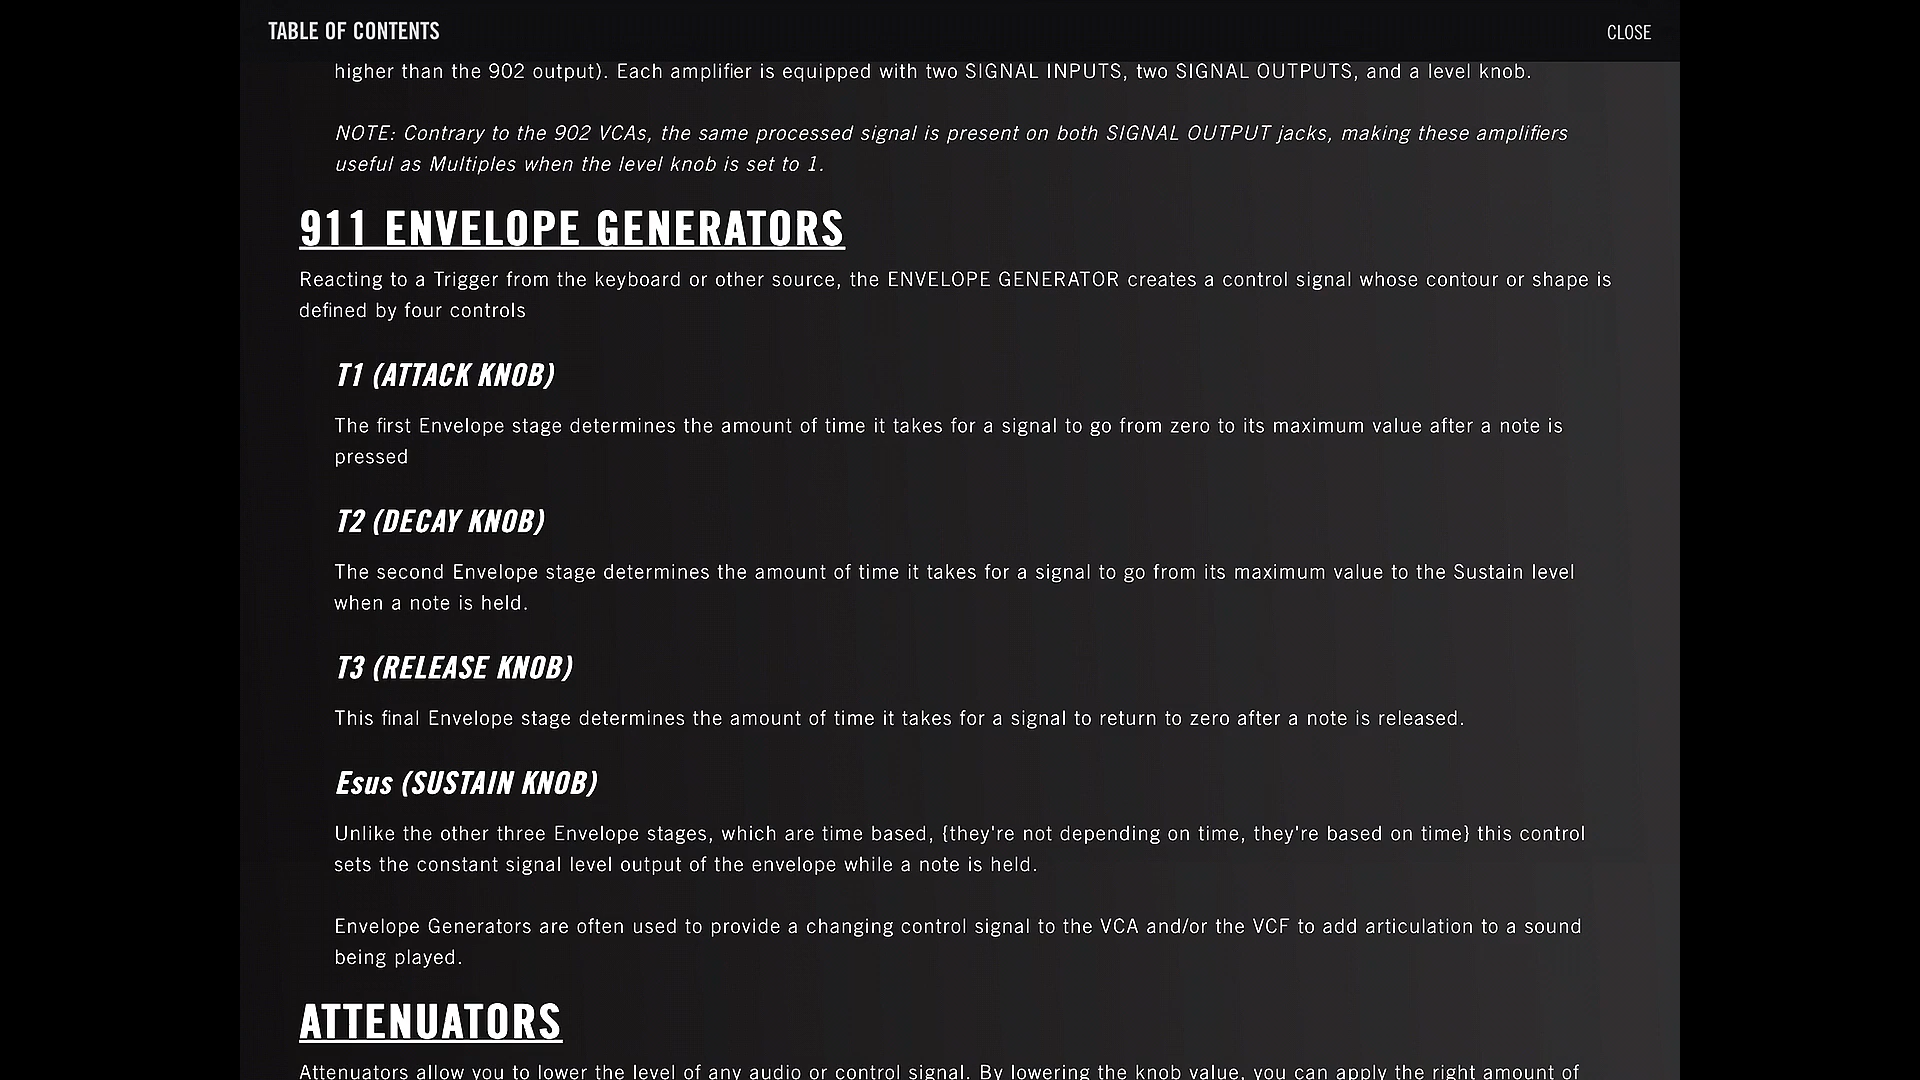 TABLE OF CONTENTS
CLOSE
higher than the 902 output). Each amplifier is equipped with two SIGNAL INPUTS, two SIGNAL OUTPUTS, and a level knob.
NOTE: Contrary to the 902 VCAs, the same processed signal is present on both SIGNAL OUTPUT jacks, making these amplifiers
useful as Multiples when the level knob is set to 1.
911 ENVELOPE GENERATORS
Reacting to a Trigger from the keyboard or other source, the ENVELOPE GENERATOR creates a control signal whose contour or shape is
defined by four controls
T1 (ATTACK KNOB)
The first Envelope stage determines the amount of time it takes for a signal to go from zero to its maximum value after a note is
pressed
T2 (DECAY KNOB)
The second Envelope stage determines the amount of time it takes for a signal to go from its maximum value to the Sustain level
when a note is held.
T3 (RELEASE KNOB)
This final Envelope stage determines the amount of time it takes for a signal to return to zero after a note is released.
Esus (SUSTAIN KNOB)
Unlike the other three Envelope stages, which are time based, {they're not depending on time, they're based on time} this control
sets the constant signal level output of the envelope while a note is held.
Envelope Generators are often used to provide a changing control signal to the VCA and/or the VCF to add articulation to a sound
being played.
ATTENUATORS
Attenuators allow you to lower the level of any audio or control signal. By lowering the knob value, you can apply the right amount of